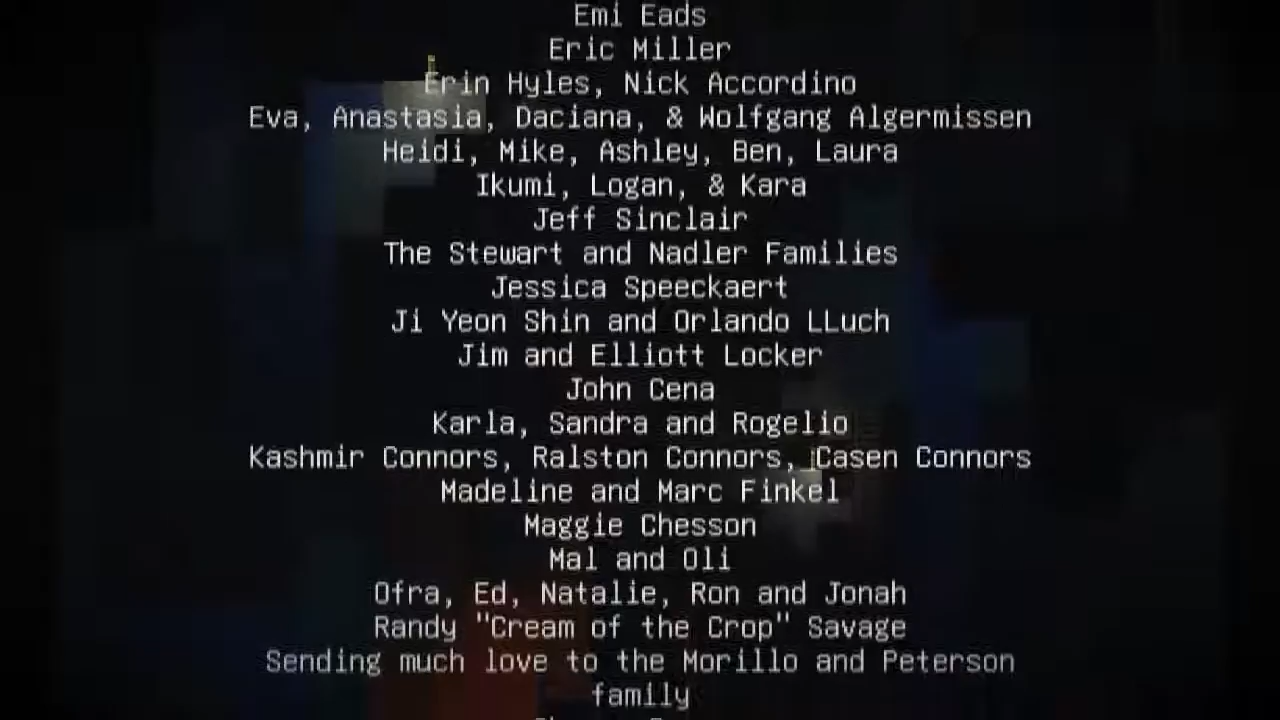 Emi Eads
Eric Miller
Erin Hyles, Nick Accordino
Eva, Anastasia, Daciana, & Wolfgang Algermissen
Heidi, Mike, Ashley, Ben, Laura
Ikumi, Logan, & Kara
Jeff Sinclair
The Stewart and Nadler Families
Jessica Speeckaert
Ji Yeon Shin and Orlando LLuch
Jim and Elliott Locker
John Cena
Karla, Sandra and Rogelio
Kashmir Connors, Ralston Connors, Casen Connors
Madeline and Marc Finkel
Maggie Chesson
Mal and Oli
Ofra, Ed, Natalie, Ron and Jonah
Randy "Cream of the Crop" Savage
Sending much love to the Morillo and Peterson
family